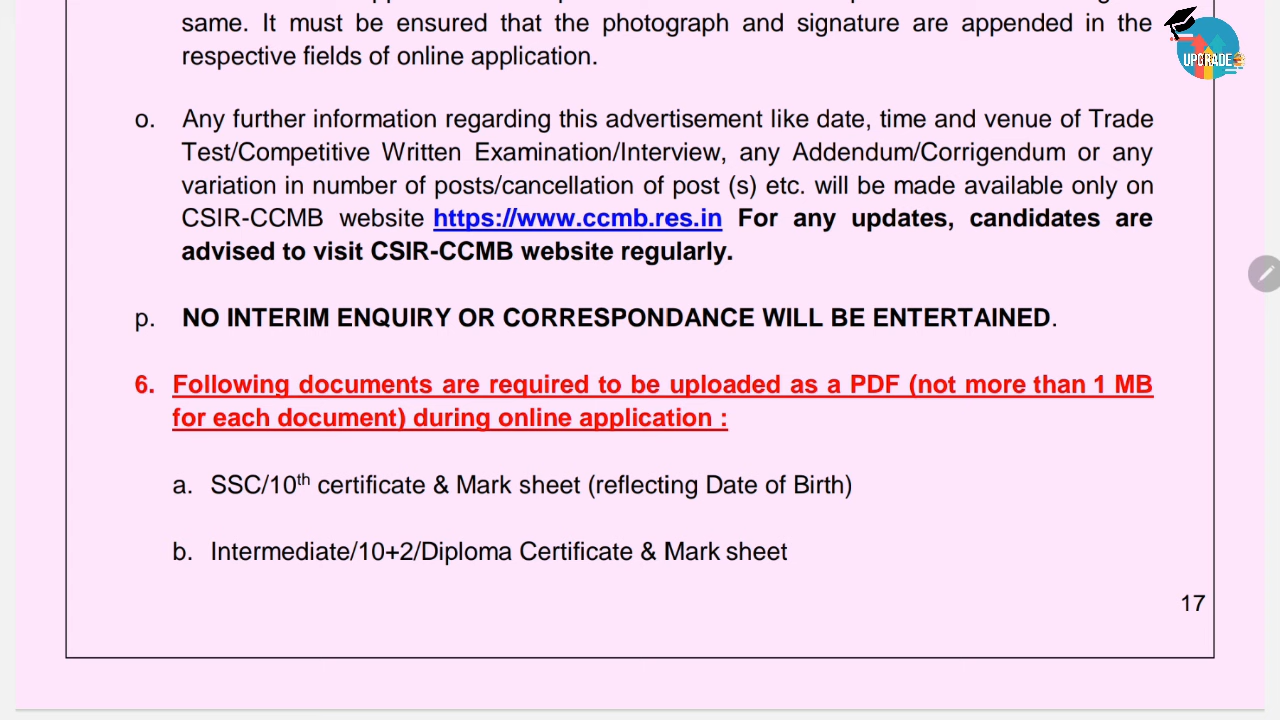 same. It must be ensured that the photograph and signature are appended in the
respective fields of online application.
o. Any further information regarding this advertisement like date, time and venue of Trade
Test/Competitive Written Examination/Interview, any Addendum/Corrigendum or any
variation in number of posts/cancellation of post (s) etc. will be made available only on
CSIR-CCMB website https://www.ccmb.res.in For any updates, candidates are
advised to visit CSIR-CCMB website regularly.
p. NO INTERIM ENQUIRY OR CORRESPONDANCE WILL BE ENTERTAINED.
6. Following documents are required to be uploaded as a PDF (not more than 1 MB
for each document) during online application :
a. SSC/10th certificate & Mark sheet (reflecting Date of Birth)
b. Intermediate/10+2/Diploma Certificate & Mark sheet
17
UPGRADE